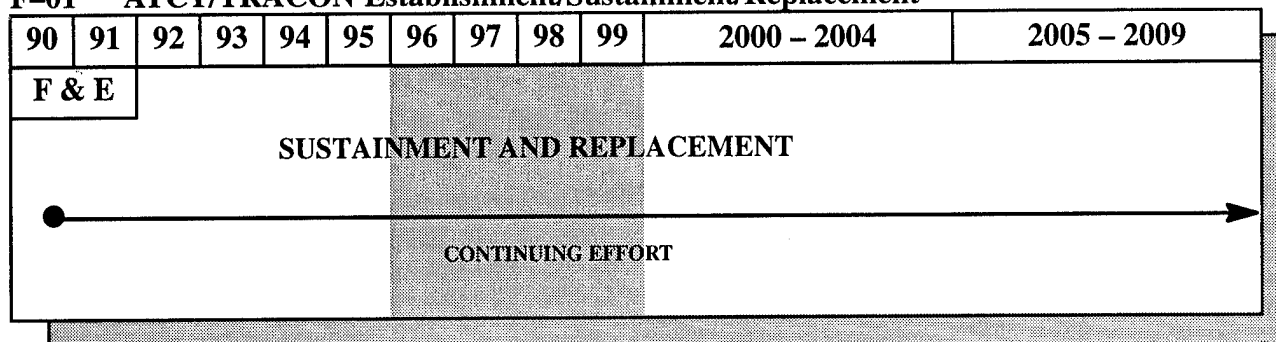 F–01 ATCT/TRACON Establishment/Sustainment/Replacement
90 91 92 93 94 95 96 97 98 99 2000 – 2004 2005 – 2009
F & E
SUSTAINMENT AND REPLACEMENT
CONTINUING EFFORT